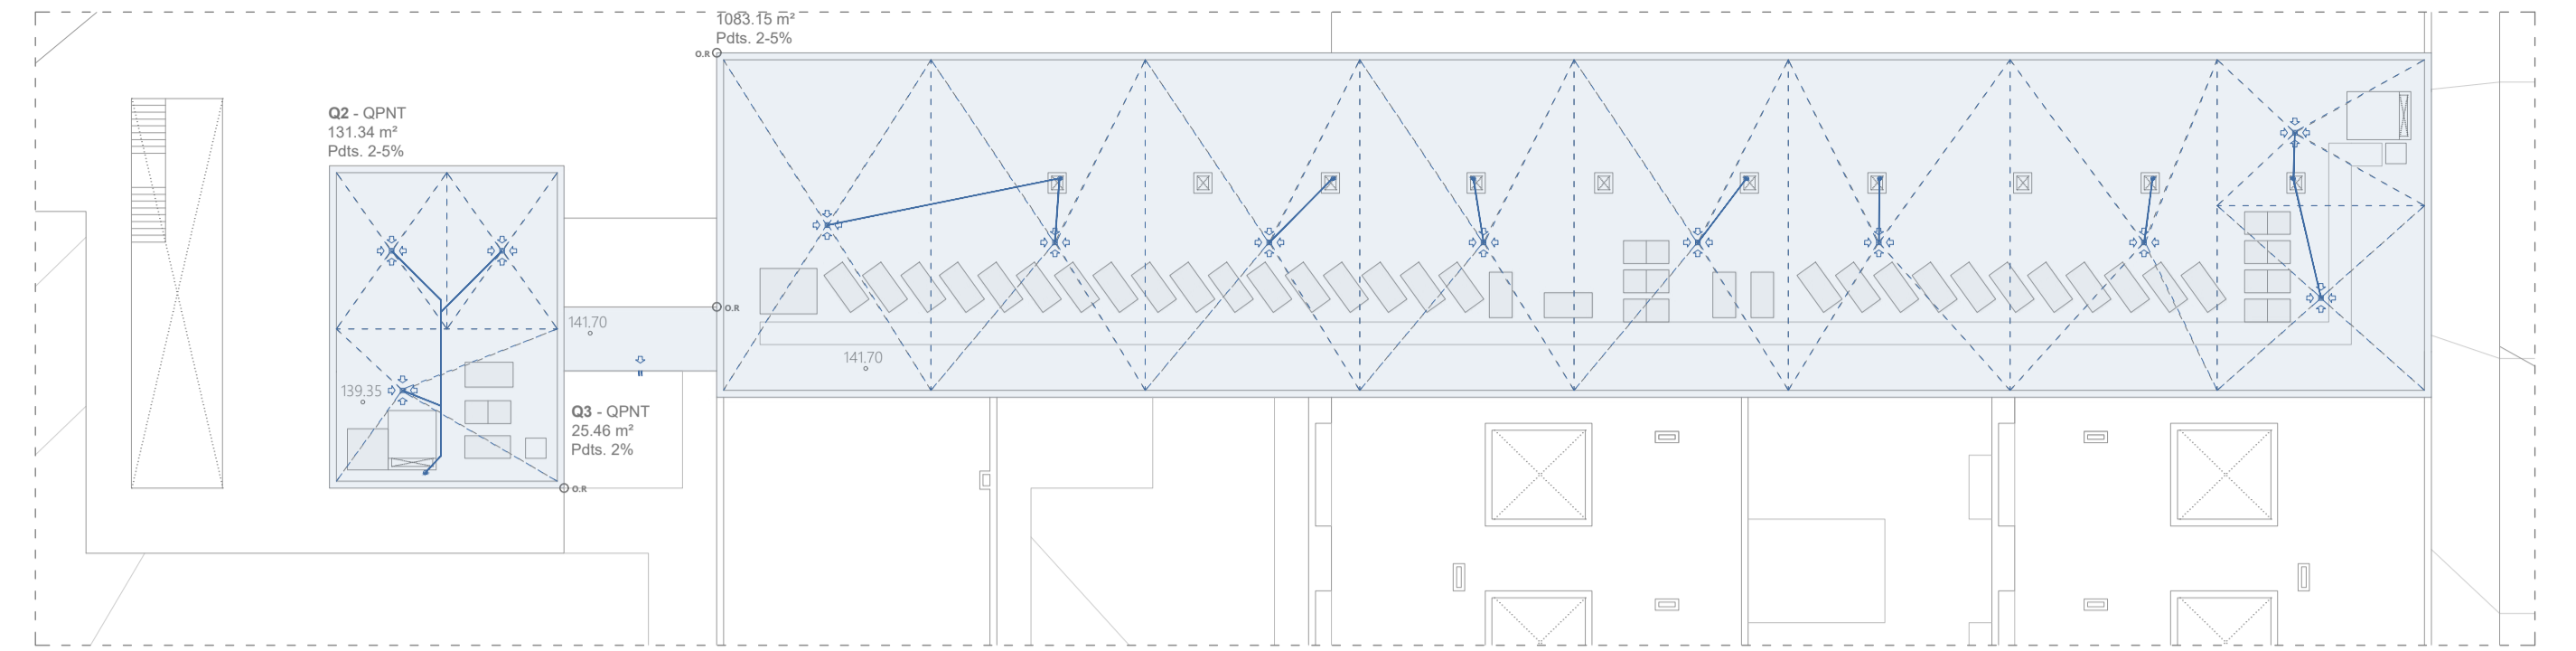 1083.15 m²
Pdts. 2-5%
O.R
Q2 - QPNT
131.34 m²
Pdts. 2-5%
O.R
141.70
141.70
139.35
Q3 - QPNT
25.46 m²
Pdts. 2%
O.R